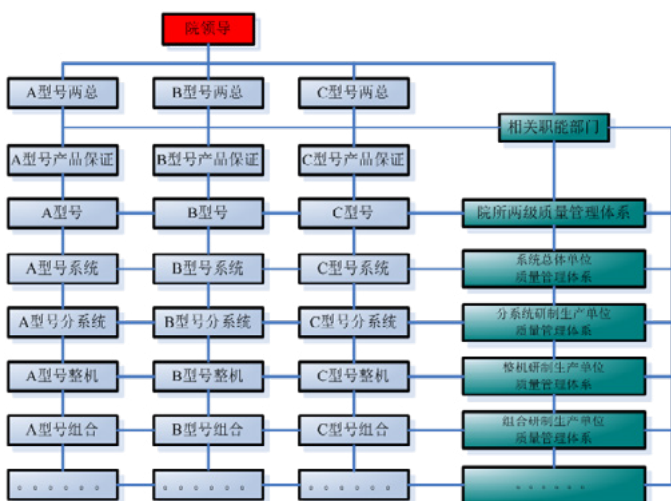 院领导
A型号两总
B型号两总
C型号两总
相关职能部门
A型号产品保证
B型号产品保证
C型号产品保证
A型号
B型号
C型号
院所两级质量管理体系
A型号系统
B型号系统
C型号系统
系统总体单位
质量管理体系
A型号分系统
B型号分系统
C型号分系统
分系统研制生产单位
质量管理体系
A型号整机
B型号整机
C型号整机
整机研制生产单位
质量管理体系
A型号组合
B型号组合
C型号组合
组合研制生产单位
质量管理体系
。。。。。。
。。。。。。
。。。。。。
。。。。。。